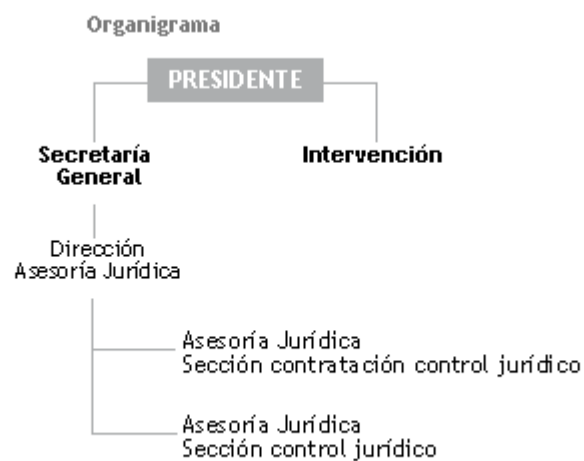 Organigrama
PRESIDENTE
Secretaría
General
Intervención
Dirección
Asesoría Jurídica
Asesoría Jurídica
Sección contratación control jurídico
Asesoría Jurídica
Sección control jurídico